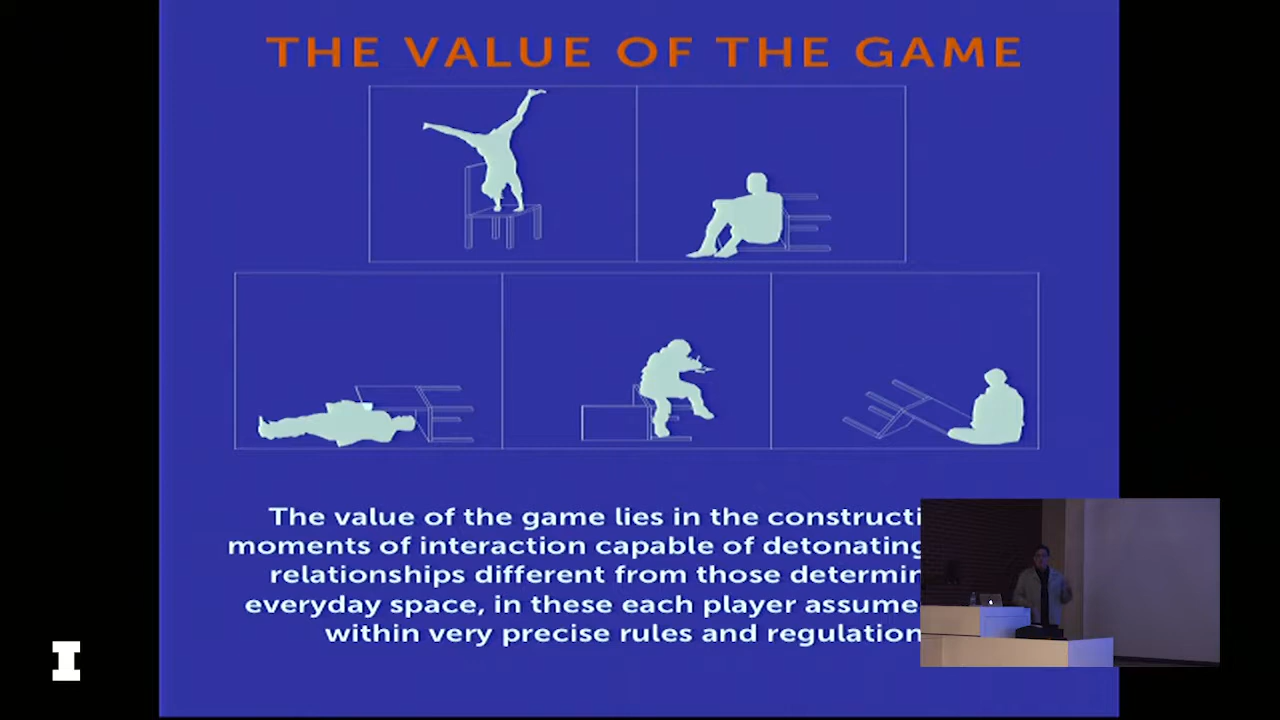 THE VALUE OF THE GAME
The value of the game lies in the constructi
moments of interaction capable of detonating
relationships different from those determin
everyday space, in these each player assume
within very precise rules and regulation
I